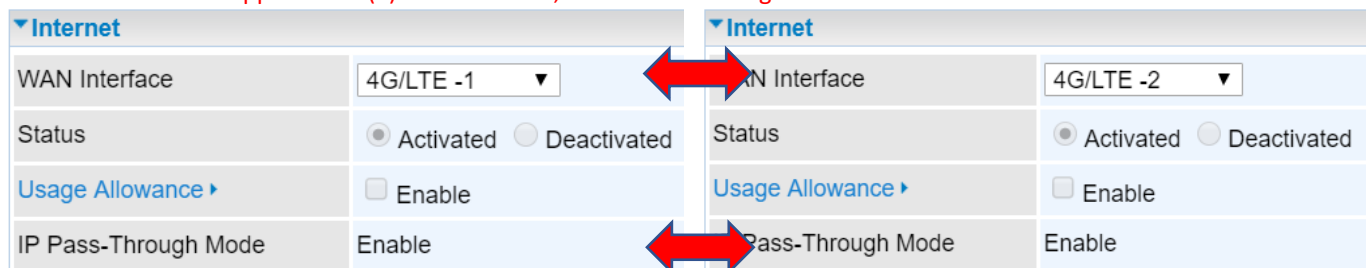 Internet
WAN Interface 4G/LTE -1
Status Activated Deactivated
Usage Allowance Enable
IP Pass-Through Mode Enable
Internet
Interface 4G/LTE -2
Status Activated Deactivated
Usage Allowance Enable
Pass-Through Mode Enable